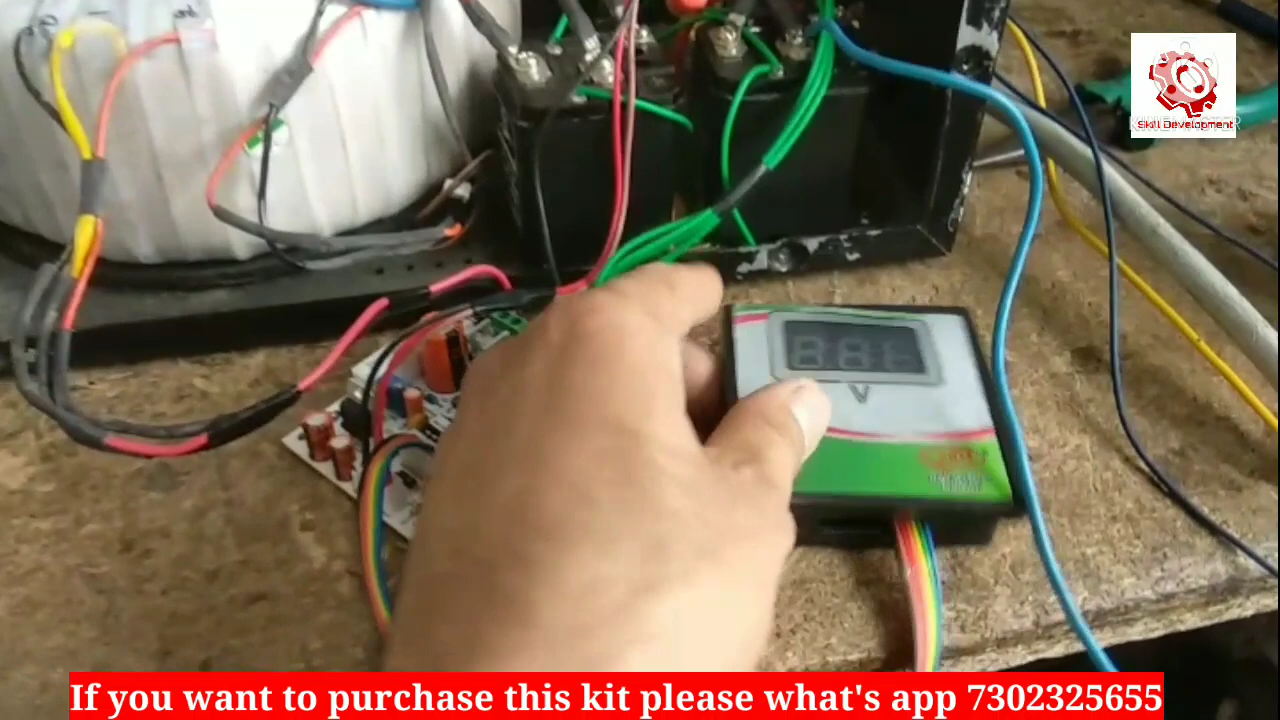 Skill Development
V
If you want to purchase this kit please what's app 7302325655